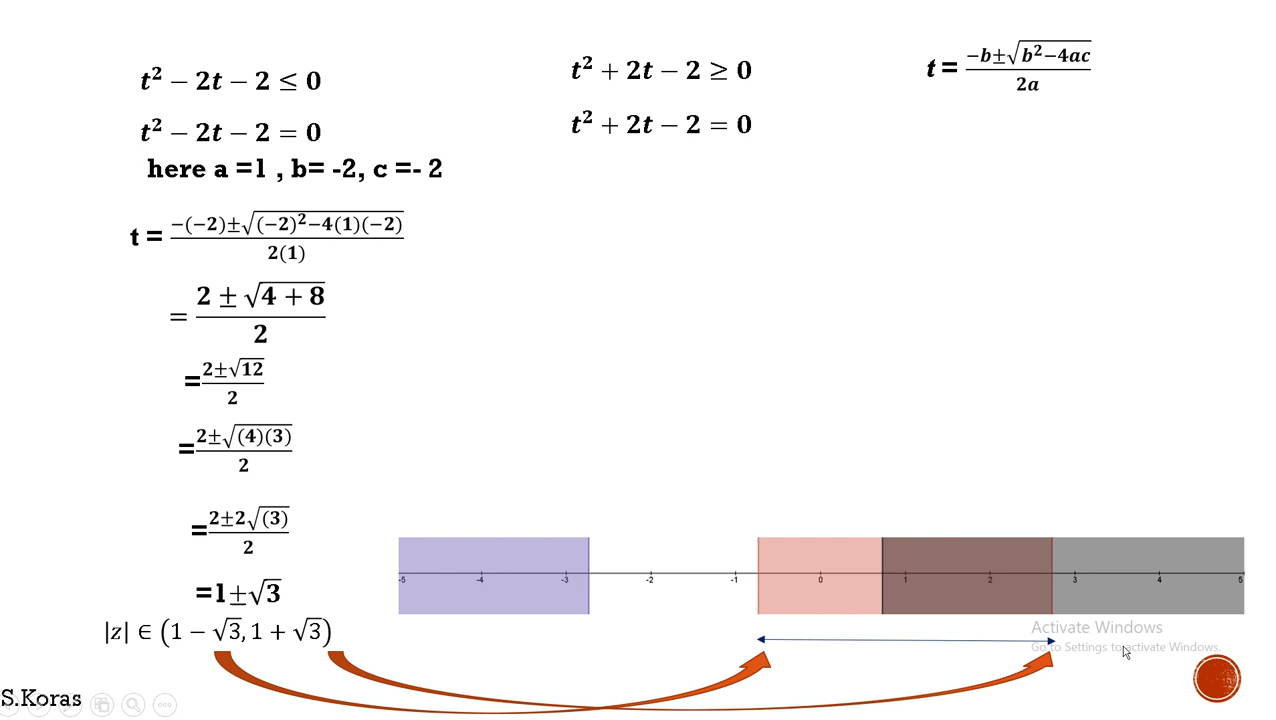 t² − 2t − 2 ≤ 0
t² − 2t − 2 = 0
here a =1 , b= -2, c =- 2
t = (−(−2)±√((−2)²−4(1)(−2)))/(2(1))
= (2 ± √(4 + 8))/2
=(2±√12)/2
=(2±√((4)(3)))/2
=(2±2√(3))/2
=1±√3
|z| ∈ (1 − √3, 1 + √3)
t² + 2t − 2 ≥ 0
t² + 2t − 2 = 0
t = (−b±√(b²−4ac))/(2a)
-5 -4 -3 -2 -1 0 1 2 3 4 5
Activate Windows
Go to Settings to activate Windows.
S.Koras